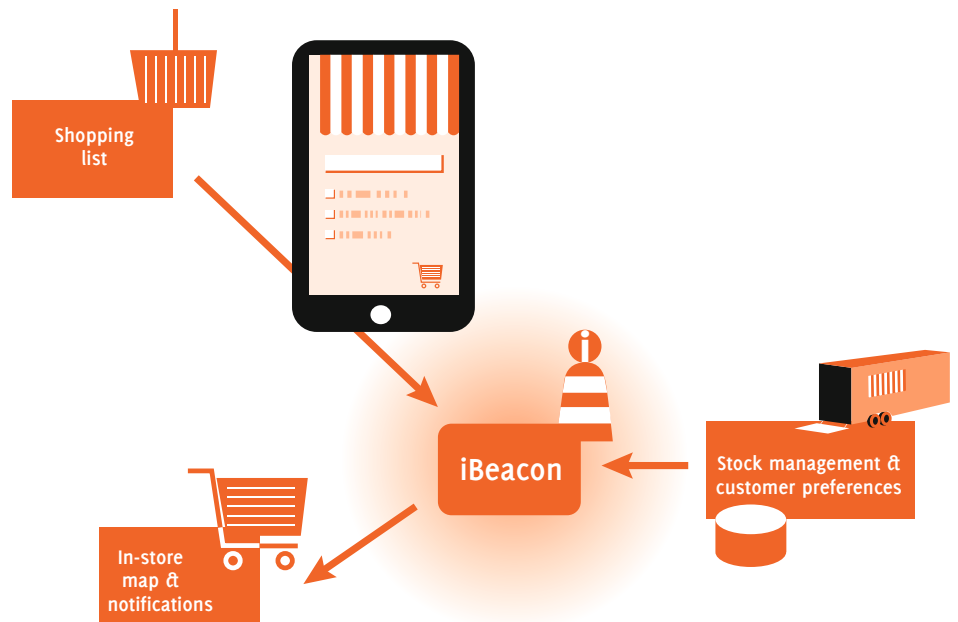 Shopping
list
i
iBeacon
Stock management &
customer preferences
In-store
map &
notifications